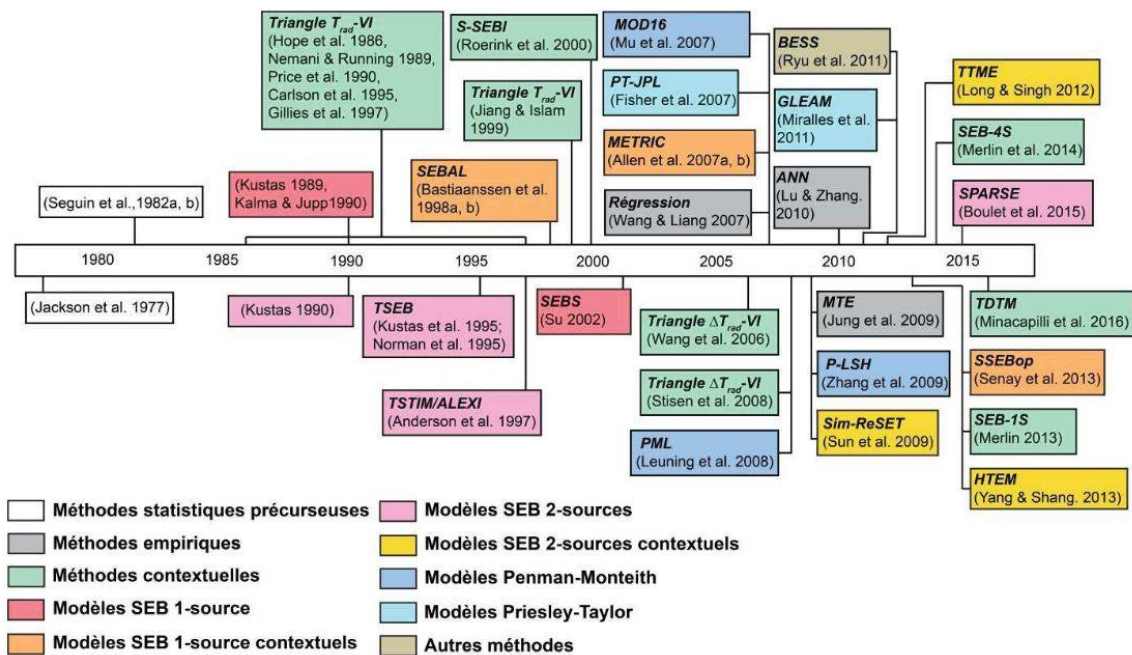 Triangle Trad-VI
(Hope et al. 1986,
Nemani & Running 1989,
Price et al. 1990,
Carlson et al. 1995,
Gillies et al. 1997)
S-SEBI
(Roerink et al. 2000)
Triangle Trad-VI
(Jiang & Islam
1999)
MOD16
(Mu et al. 2007)
PT-JPL
(Fisher et al. 2007)
METRIC
(Allen et al. 2007a, b)
Régression
(Wang & Liang 2007)
BESS
(Ryu et al. 2011)
GLEAM
(Miralles et al.
2011)
ANN
(Lu & Zhang.
2010)
TTME
(Long & Singh 2012)
SEB-4S
(Merlin et al. 2014)
SPARSE
(Boulet et al. 2015)
(Seguin et al.,1982a, b)
(Kustas 1989,
Kalma & Jupp1990)
SEBAL
(Bastiaanssen et al.
1998a, b)
1980 1985 1990 1995 2000 2005 2010 2015
(Jackson et al. 1977)
(Kustas 1990)
TSEB
(Kustas et al. 1995;
Norman et al. 1995)
TSTIM/ALEXI
(Anderson et al. 1997)
SEBS
(Su 2002)
Triangle ΔTrad-VI
(Wang et al. 2006)
Triangle ΔTrad-VI
(Stisen et al. 2008)
PML
(Leuning et al. 2008)
MTE
(Jung et al. 2009)
P-LSH
(Zhang et al. 2009)
Sim-ReSET
(Sun et al. 2009)
TDTM
(Minacapilli et al. 2016)
SSEBop
(Senay et al. 2013)
SEB-1S
(Merlin 2013)
HTEM
(Yang & Shang. 2013)
Méthodes statistiques précurseuses
Méthodes empiriques
Méthodes contextuelles
Modèles SEB 1-source
Modèles SEB 1-source contextuels
Modèles SEB 2-sources
Modèles SEB 2-sources contextuels
Modèles Penman-Monteith
Modèles Priesley-Taylor
Autres méthodes